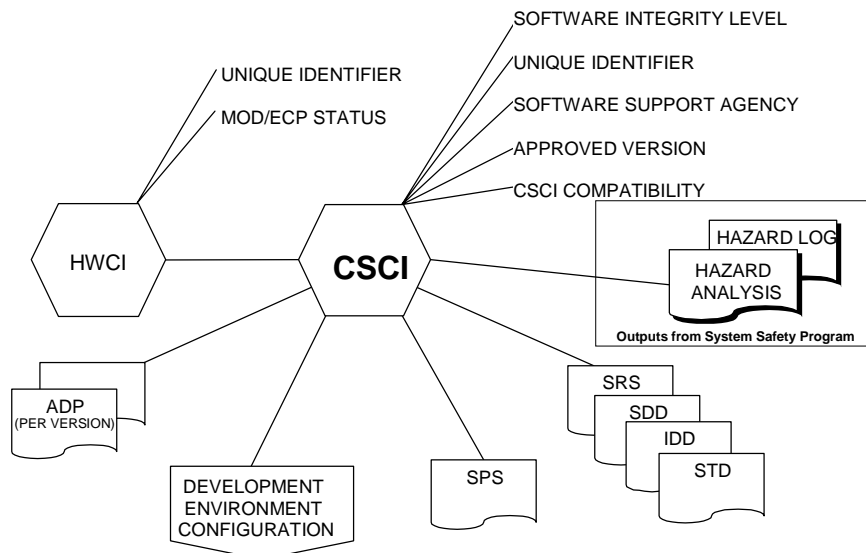 SOFTWARE INTEGRITY LEVEL
UNIQUE IDENTIFIER
UNIQUE IDENTIFIER
SOFTWARE SUPPORT AGENCY
MOD/ECP STATUS
APPROVED VERSION
CSCI COMPATIBILITY
HWCI
CSCI
HAZARD LOG
HAZARD
ANALYSIS
Outputs from System Safety Program
ADP
(PER VERSION)
SRS
SDD
IDD
STD
SPS
DEVELOPMENT
ENVIRONMENT
CONFIGURATION